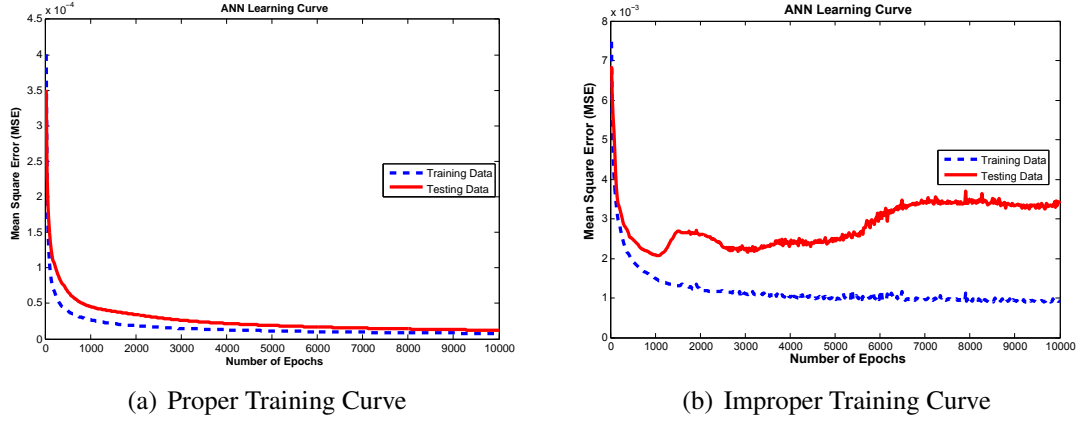 ANN Learning Curve
x 10⁻⁴
4.5
4
3.5
3
2.5
2
1.5
1
0.5
0
Mean Square Error (MSE)
Training Data
Testing Data
0 1000 2000 3000 4000 5000 6000 7000 8000 9000 10000
Number of Epochs
(a) Proper Training Curve
ANN Learning Curve
x 10⁻³
8
7
6
5
4
3
2
1
0
Mean Square Error (MSE)
Training Data
Testing Data
0 1000 2000 3000 4000 5000 6000 7000 8000 9000 10000
Number of Epochs
(b) Improper Training Curve